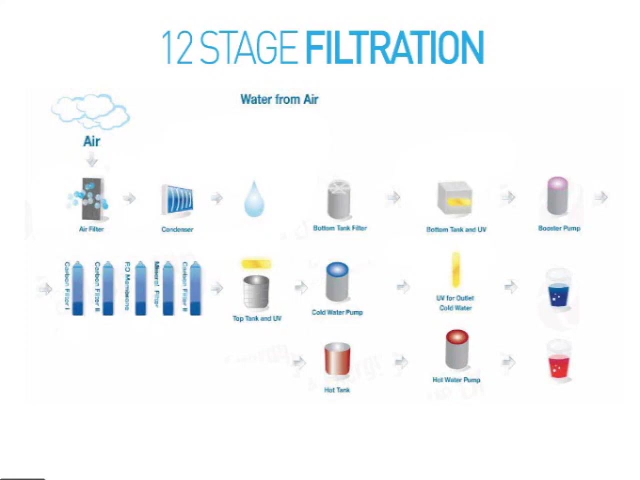 12 STAGE FILTRATION
Water from Air
Air
Air Filter
Condenser
Bottom Tank Filter
Bottom Tank and UV
Booster Pump
Carbon Filter I
Carbon Filter II
R.O Membrane
Mineral Filter
Carbon Filter II
Top Tank and UV
Cold Water Pump
UV for Outlet
Cold Water
Hot Tank
Hot Water Pump